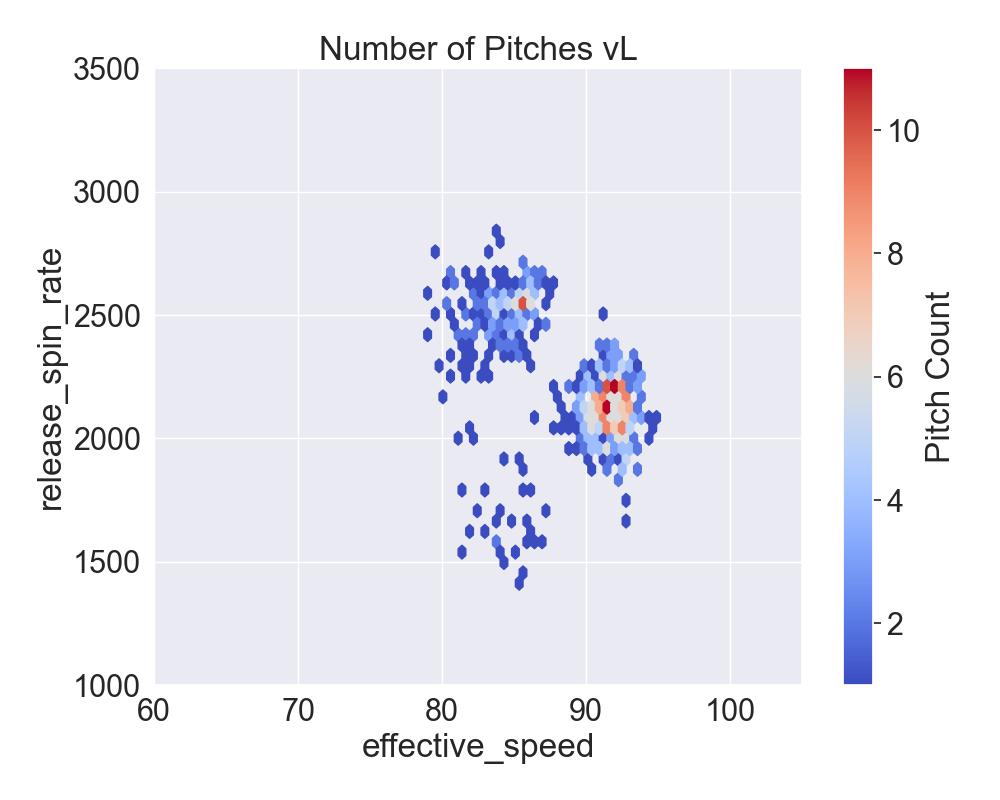 Number of Pitches vL
3500
3000
2500
2000
1500
1000
release_spin_rate
60 70 80 90 100
effective_speed
10
8
6
4
2
Pitch Count